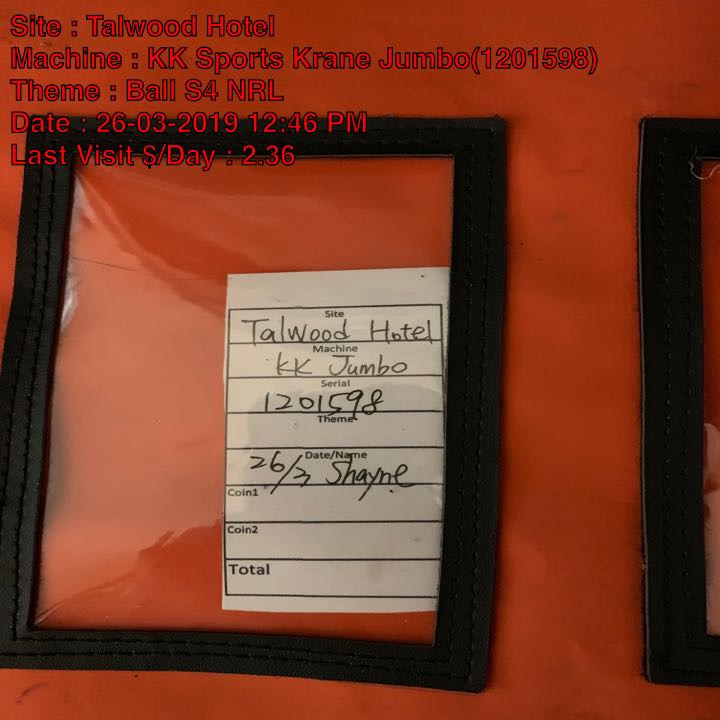 Site : Talwood Hotel
Machine : KK Sports Krane Jumbo(1201598)
Theme : Ball S4 NRL
Date : 26-03-2019 12:46 PM
Last Visit $/Day : 2.36
Site
Talwood Hotel
Machine
KK Jumbo
Serial
1201598
Theme
Date/Name
26/3 Shayne
Coin1
Coin2
Total